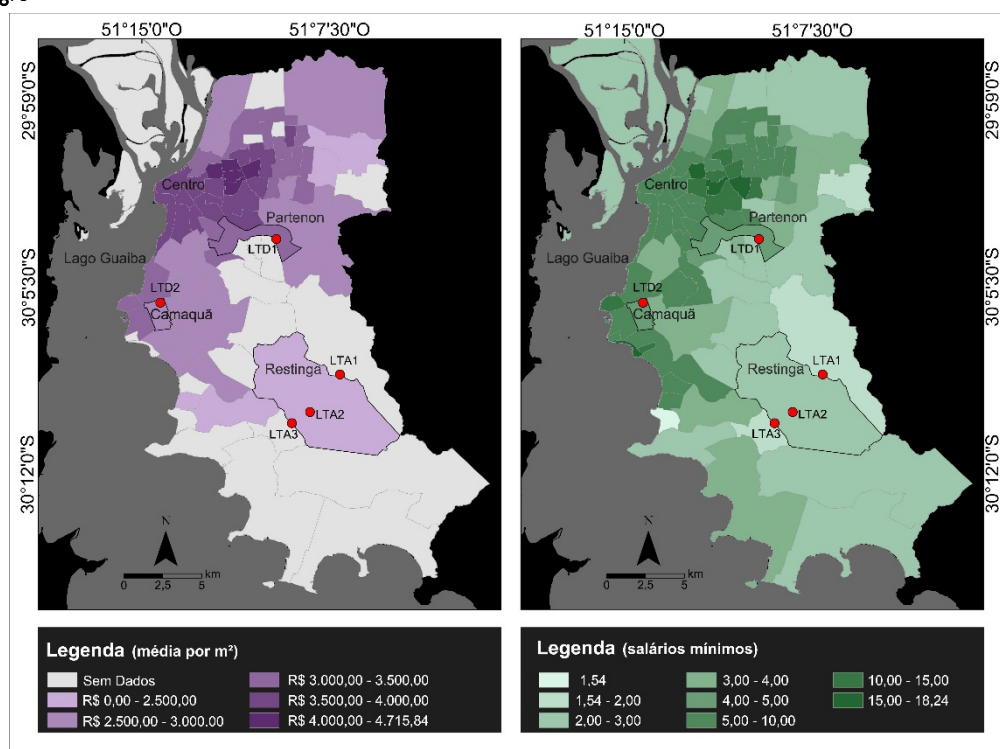 51°15'0"O
51°7'30"O
51°15'0"O
51°7'30"O
29°59'0"S
30°5'30"S
30°12'0"S
Centro
Partenon
LTD1
Lago Guaiba
LTD2
Camaquã
LTA1
Restinga
LTA2
LTA3
N
km
0 2,5 5
Centro
Partenon
LTD1
Lago Guaiba
LTD2
Camaquã
LTA1
Restinga
LTA2
LTA3
N
km
0 2,5 5
29°59'0"S
30°5'30"S
30°12'0"S
Legenda (média por m²)
Sem Dados
R$ 0,00 - 2.500,00
R$ 2.500,00 - 3.000.00
R$ 3.000,00 - 3.500,00
R$ 3.500,00 - 4.000,00
R$ 4.000,00 - 4.715,84
Legenda (salários mínimos)
1,54
1,54 - 2,00
2,00 - 3,00
3,00 - 4,00
4,00 - 5,00
5,00 - 10,00
10,00 - 15,00
15,00 - 18,24